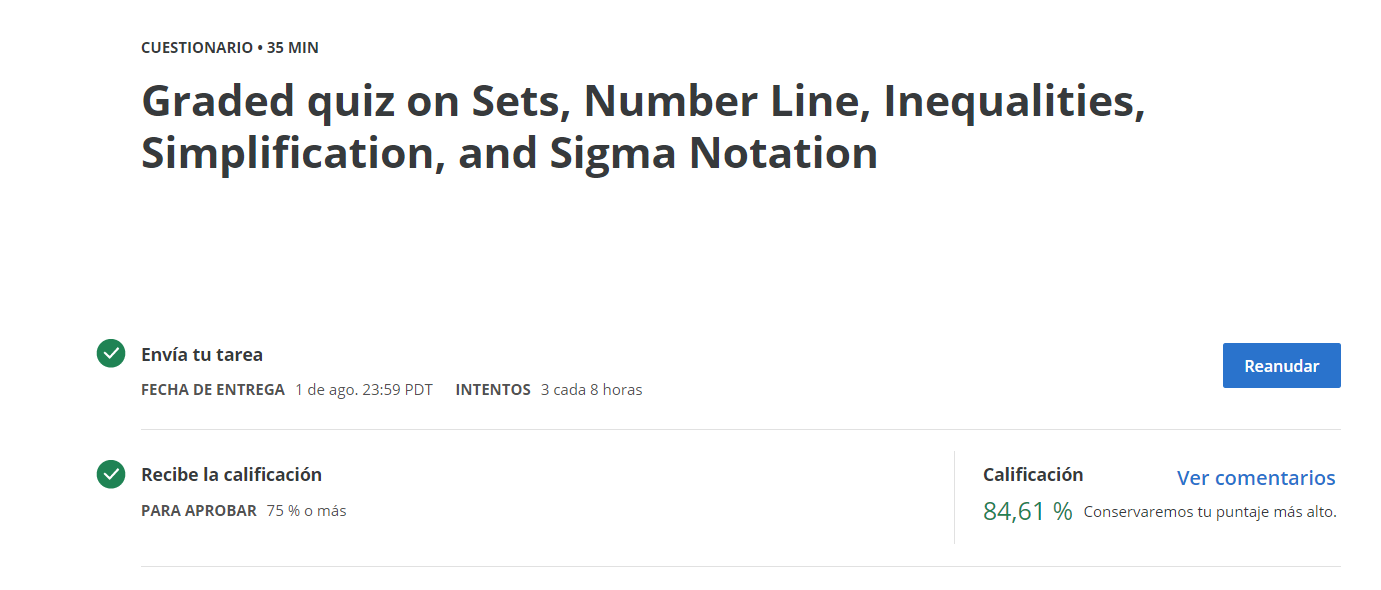 CUESTIONARIO • 35 MIN
Graded quiz on Sets, Number Line, Inequalities,
Simplification, and Sigma Notation
Envía tu tarea
FECHA DE ENTREGA 1 de ago. 23:59 PDT INTENTOS 3 cada 8 horas
Reanudar
Recibe la calificación
PARA APROBAR 75 % o más
Calificación Ver comentarios
84,61 % Conservaremos tu puntaje más alto.